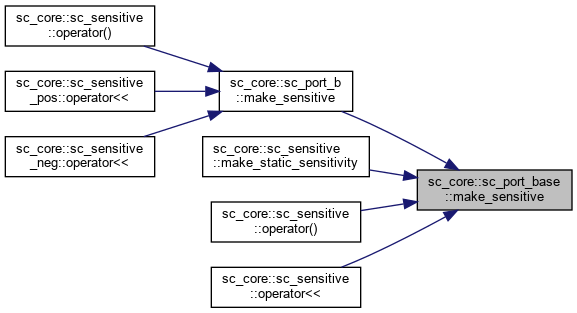 sc_core::sc_sensitive
::operator()
sc_core::sc_sensitive
_pos::operator<<
sc_core::sc_sensitive
_neg::operator<<
sc_core::sc_port_b
::make_sensitive
sc_core::sc_sensitive
::make_static_sensitivity
sc_core::sc_sensitive
::operator()
sc_core::sc_sensitive
::operator<<
sc_core::sc_port_base
::make_sensitive